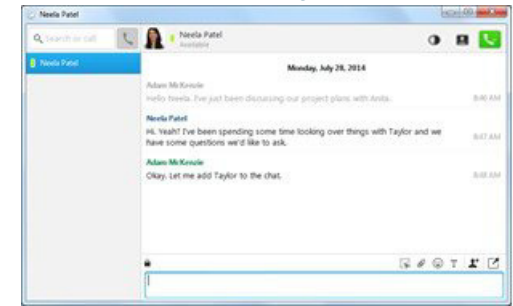 Neela Patel
Search or call
Neela Patel
Available
Neela Patel
Monday, July 28, 2014
Adam McKenzie
Hello Neela. I've just been discussing our project plans with Anita.
8:46 AM
Neela Patel
Hi. Yeah? I've been spending some time looking over things with Taylor and we
have some questions we'd like to ask.
8:47 AM
Adam McKenzie
Okay. Let me add Taylor to the chat.
8:48 AM
T